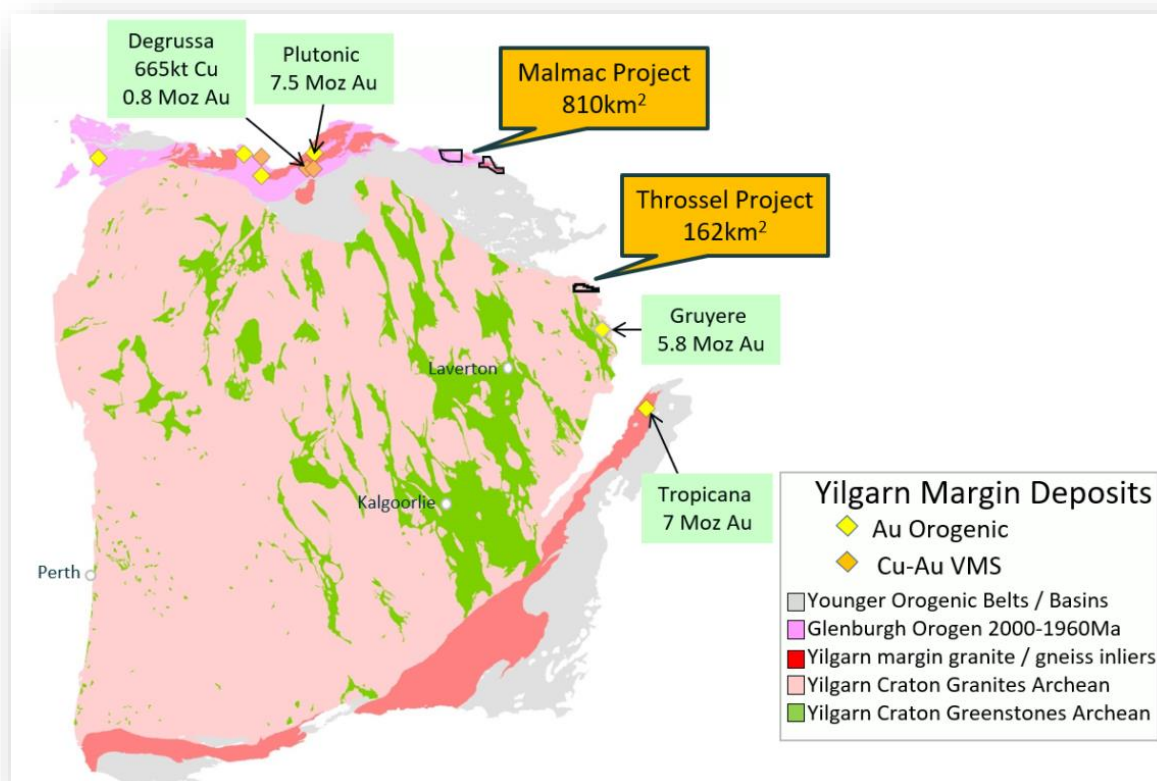 Degrussa
665kt Cu
0.8 Moz Au
Plutonic
7.5 Moz Au
Malmac Project
810km²
Throssel Project
162km²
Gruyere
5.8 Moz Au
Laverton
Tropicana
7 Moz Au
Kalgoorlie
Perth
Yilgarn Margin Deposits
Au Orogenic
Cu-Au VMS
Younger Orogenic Belts / Basins
Glenburgh Orogen 2000-1960Ma
Yilgarn margin granite / gneiss inliers
Yilgarn Craton Granites Archean
Yilgarn Craton Greenstones Archean